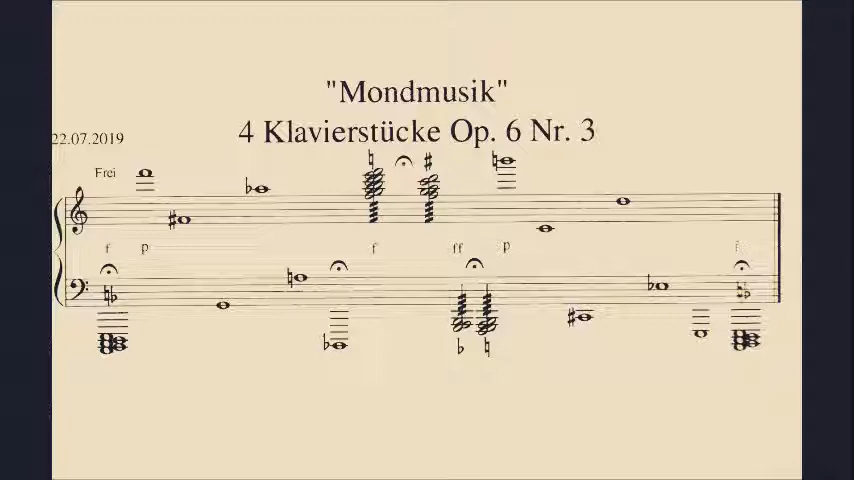 "Mondmusik"
4 Klavierstücke Op. 6 Nr. 3
22.07.2019
Frei
f p f ff p f